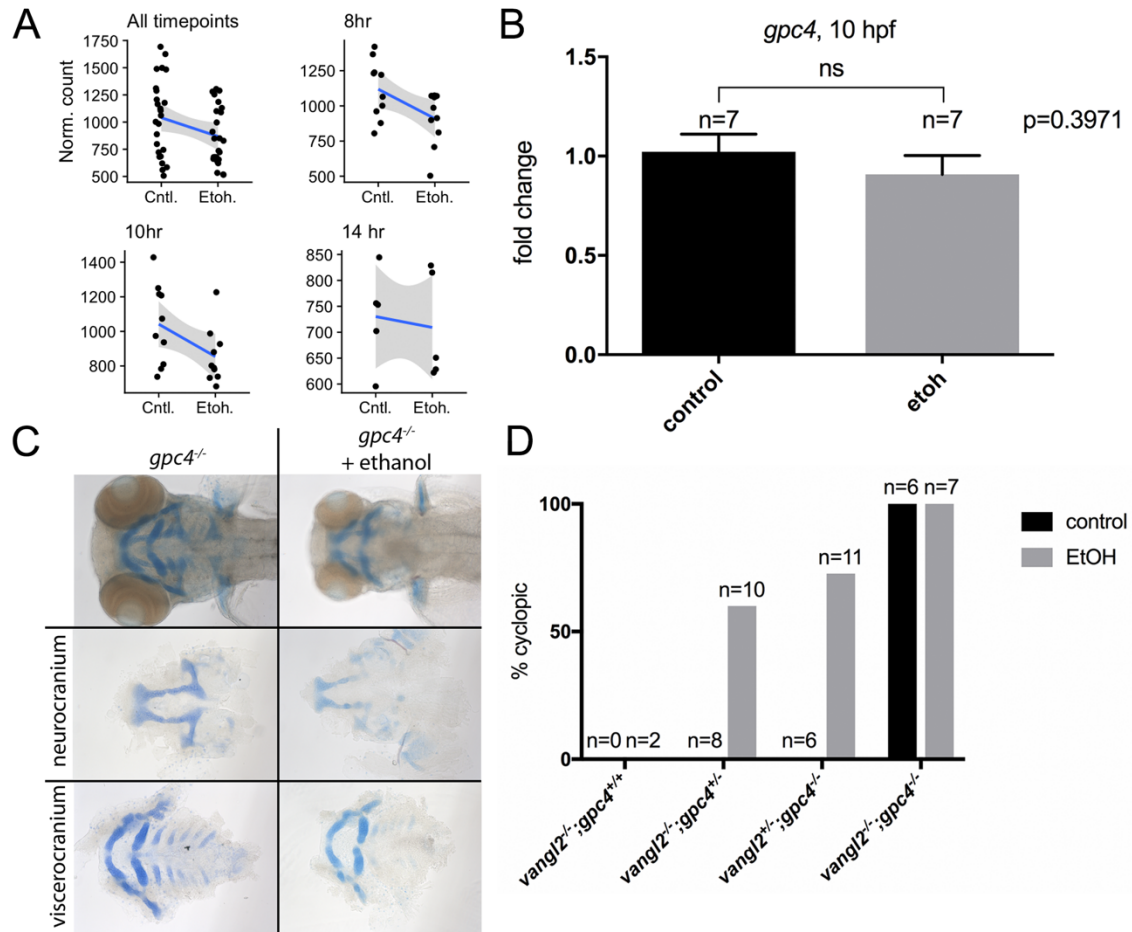 A
All timepoints
Norm. count
1750
1500
1250
1000
750
500
Cntl.
Etoh.
8hr
1250
1000
750
500
Cntl.
Etoh.
10hr
1400
1200
1000
800
Cntl.
Etoh.
14 hr
850
800
750
700
650
600
Cntl.
Etoh.
B
gpc4, 10 hpf
ns
n=7
n=7
p=0.3971
fold change
1.5
1.0
0.5
0.0
control
etoh
C
gpc4-/-
gpc4-/-
+ ethanol
neurocranium
viscerocranium
D
% cyclopic
100
50
0
n=0
n=2
n=8
n=10
n=6
n=11
n=6
n=7
control
EtOH
vangl2-/-;gpc4+/+
vangl2-/-;gpc4+/-
vangl2+/-;gpc4-/-
vangl2-/-;gpc4-/-